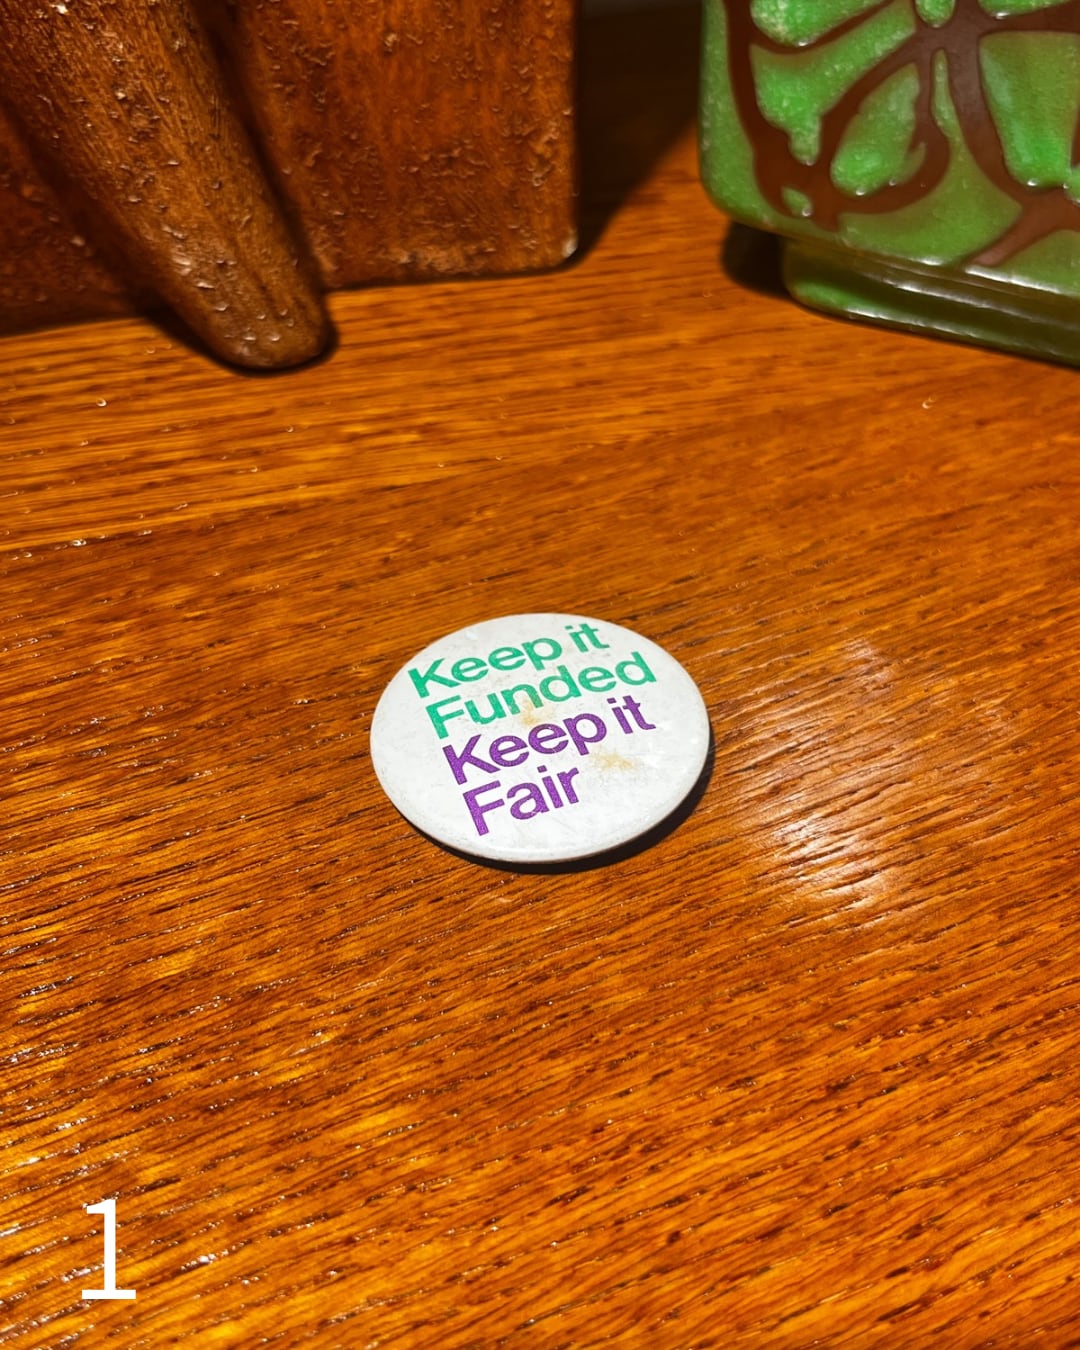 Keep it
Funded
Keep it
Fair
1